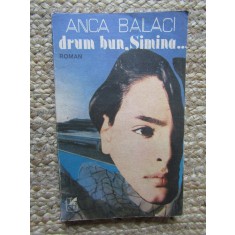 ANCA BALACI
drum bun, Simina...
ROMAN